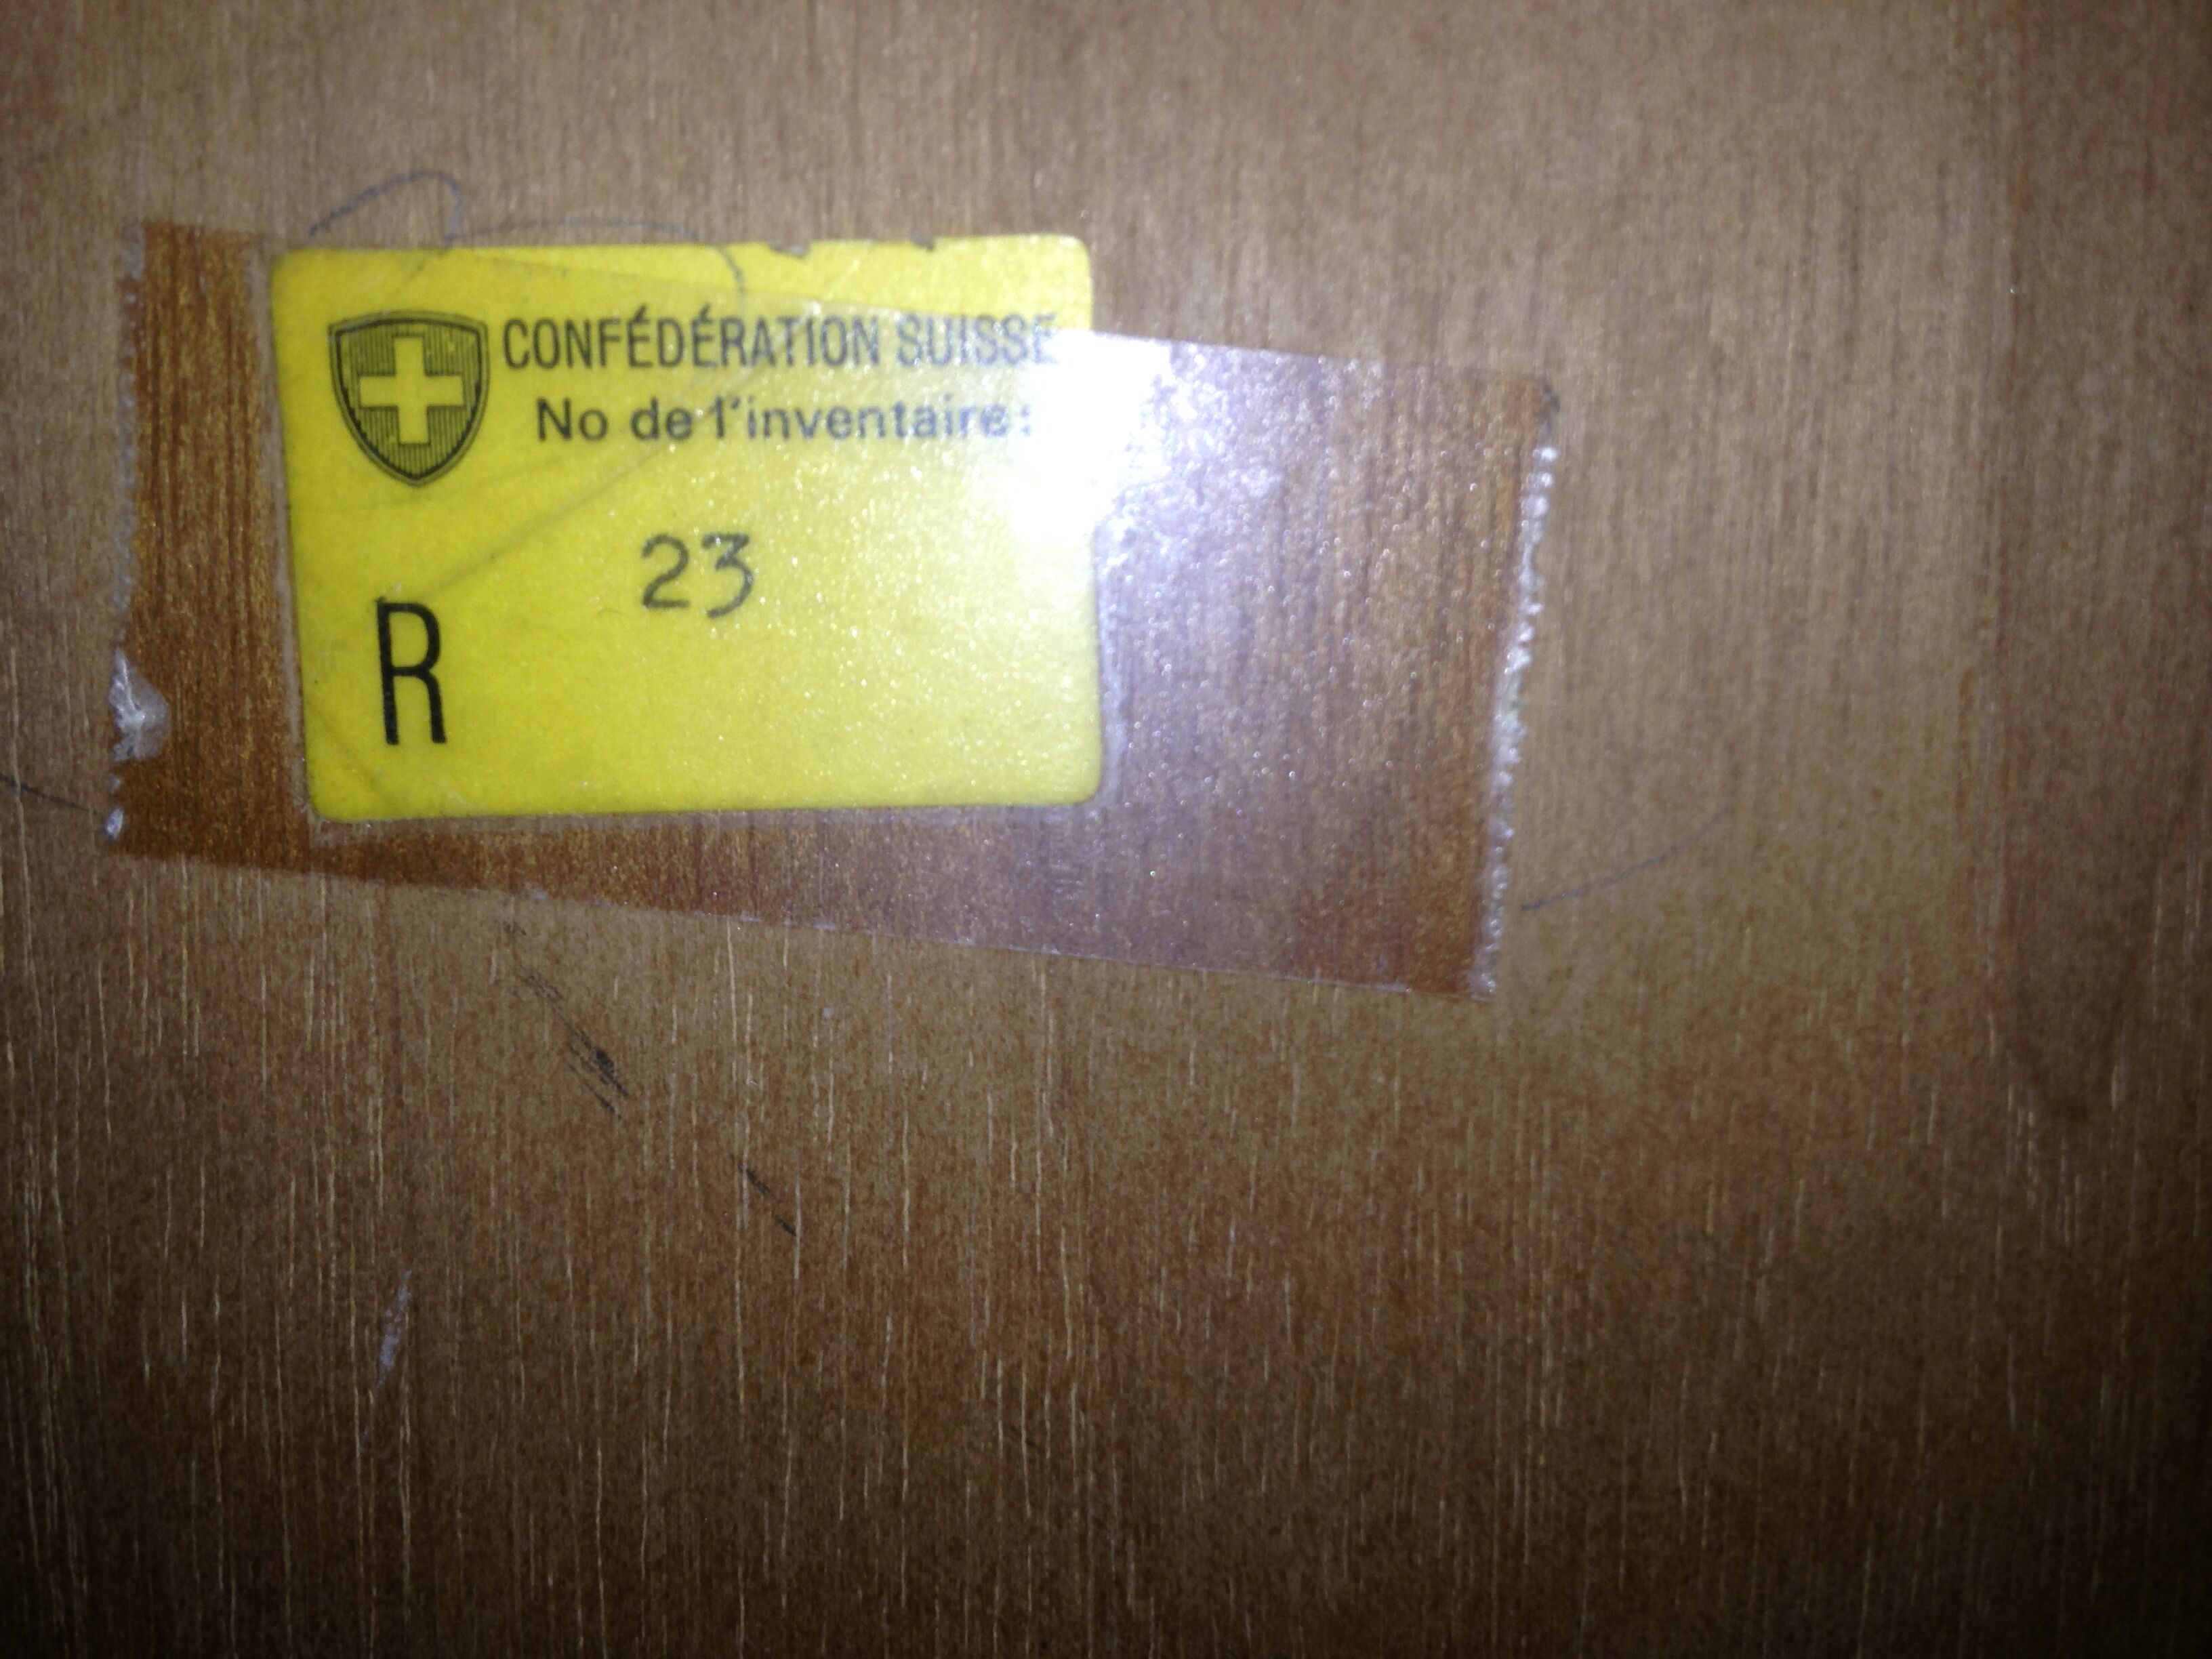 CONFÉDÉRATION SUISSE
No de l'inventaire:
23
R